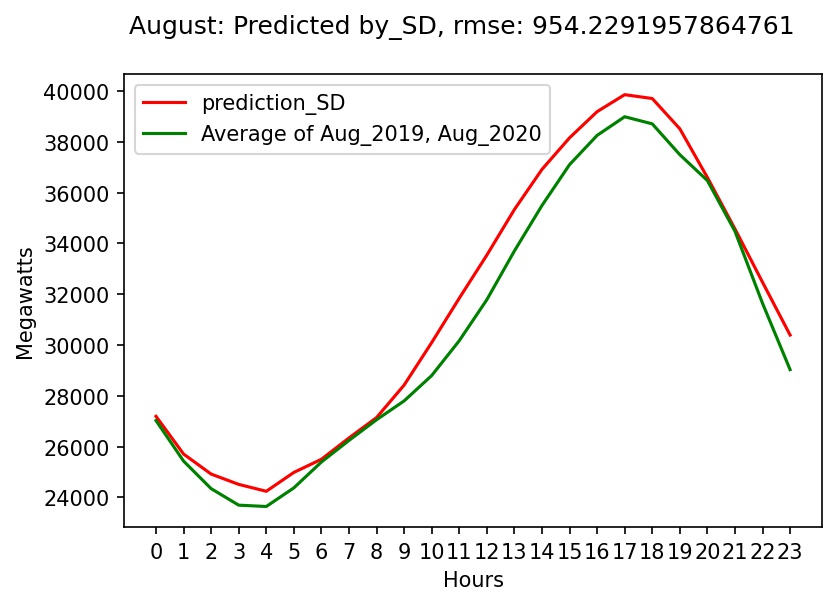 August: Predicted by_SD, rmse: 954.2291957864761
prediction_SD
Average of Aug_2019, Aug_2020
Megawatts
40000
38000
36000
34000
32000
30000
28000
26000
24000
0 1 2 3 4 5 6 7 8 9 10 11 12 13 14 15 16 17 18 19 20 21 22 23
Hours